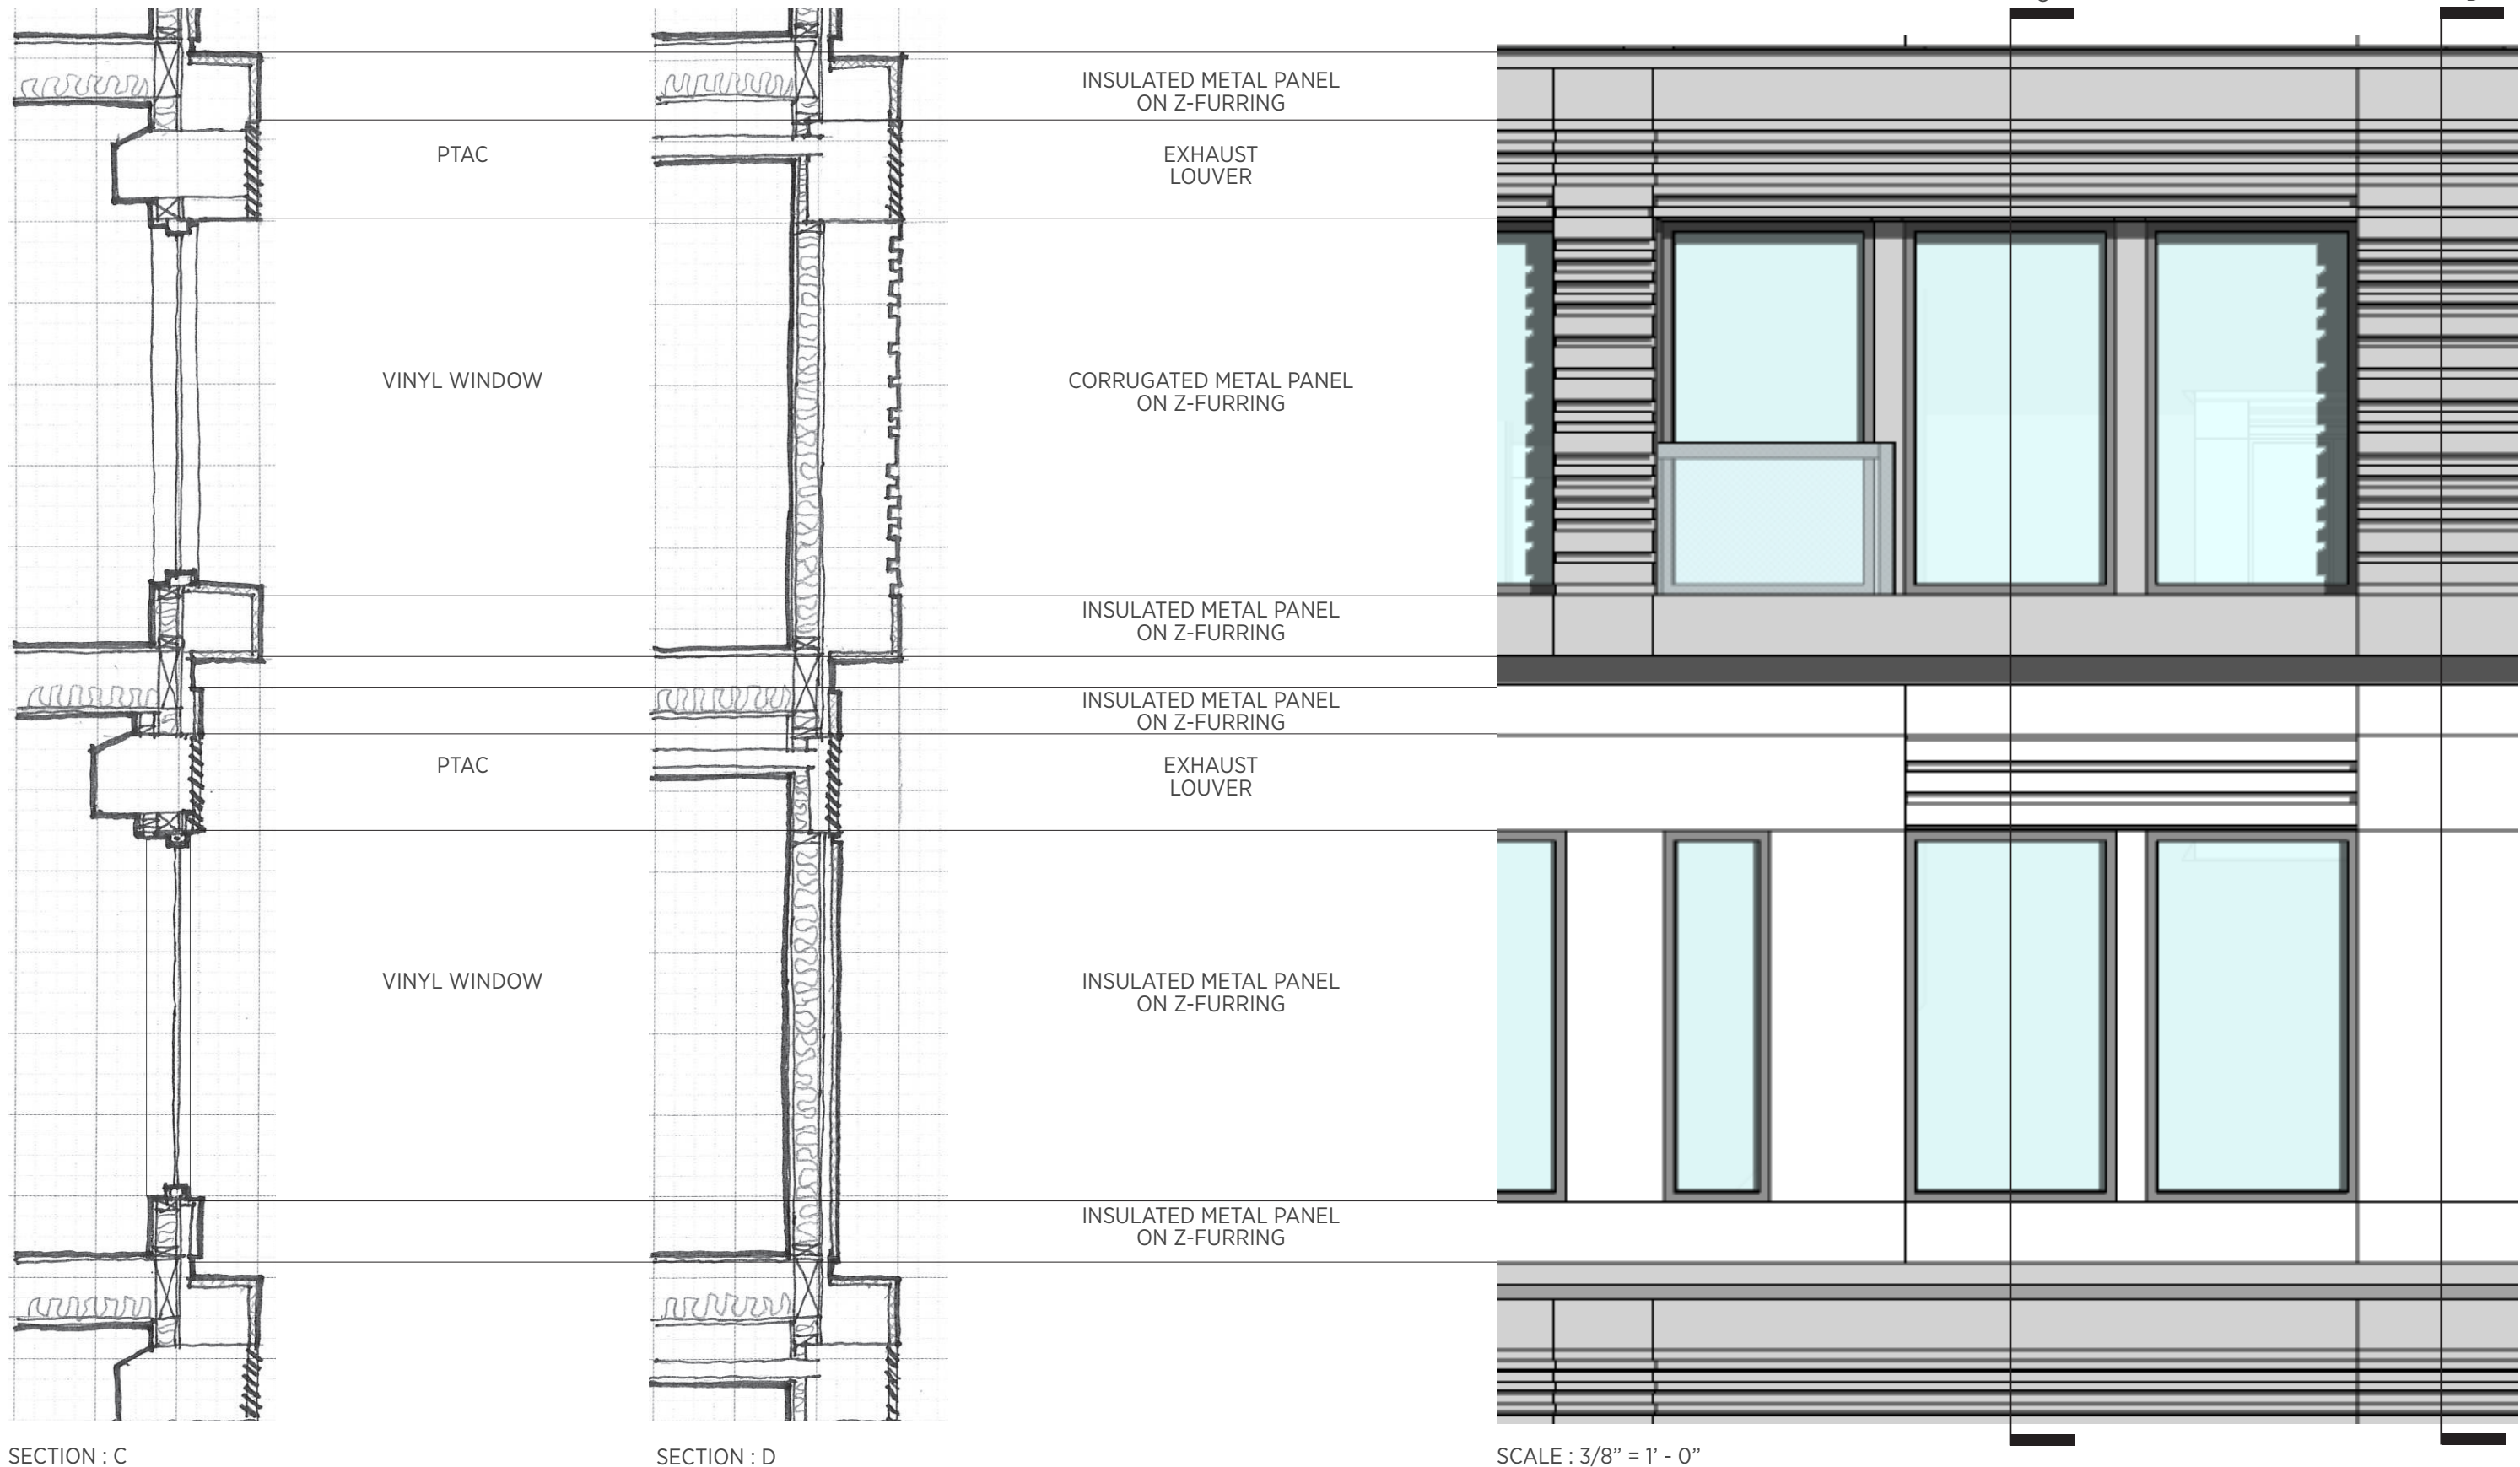 INSULATED METAL PANEL
ON Z-FURRING
PTAC
EXHAUST
LOUVER
VINYL WINDOW
CORRUGATED METAL PANEL
ON Z-FURRING
INSULATED METAL PANEL
ON Z-FURRING
INSULATED METAL PANEL
ON Z-FURRING
PTAC
EXHAUST
LOUVER
VINYL WINDOW
INSULATED METAL PANEL
ON Z-FURRING
INSULATED METAL PANEL
ON Z-FURRING
SECTION : C
SECTION : D
SCALE : 3/8” = 1’ - 0”